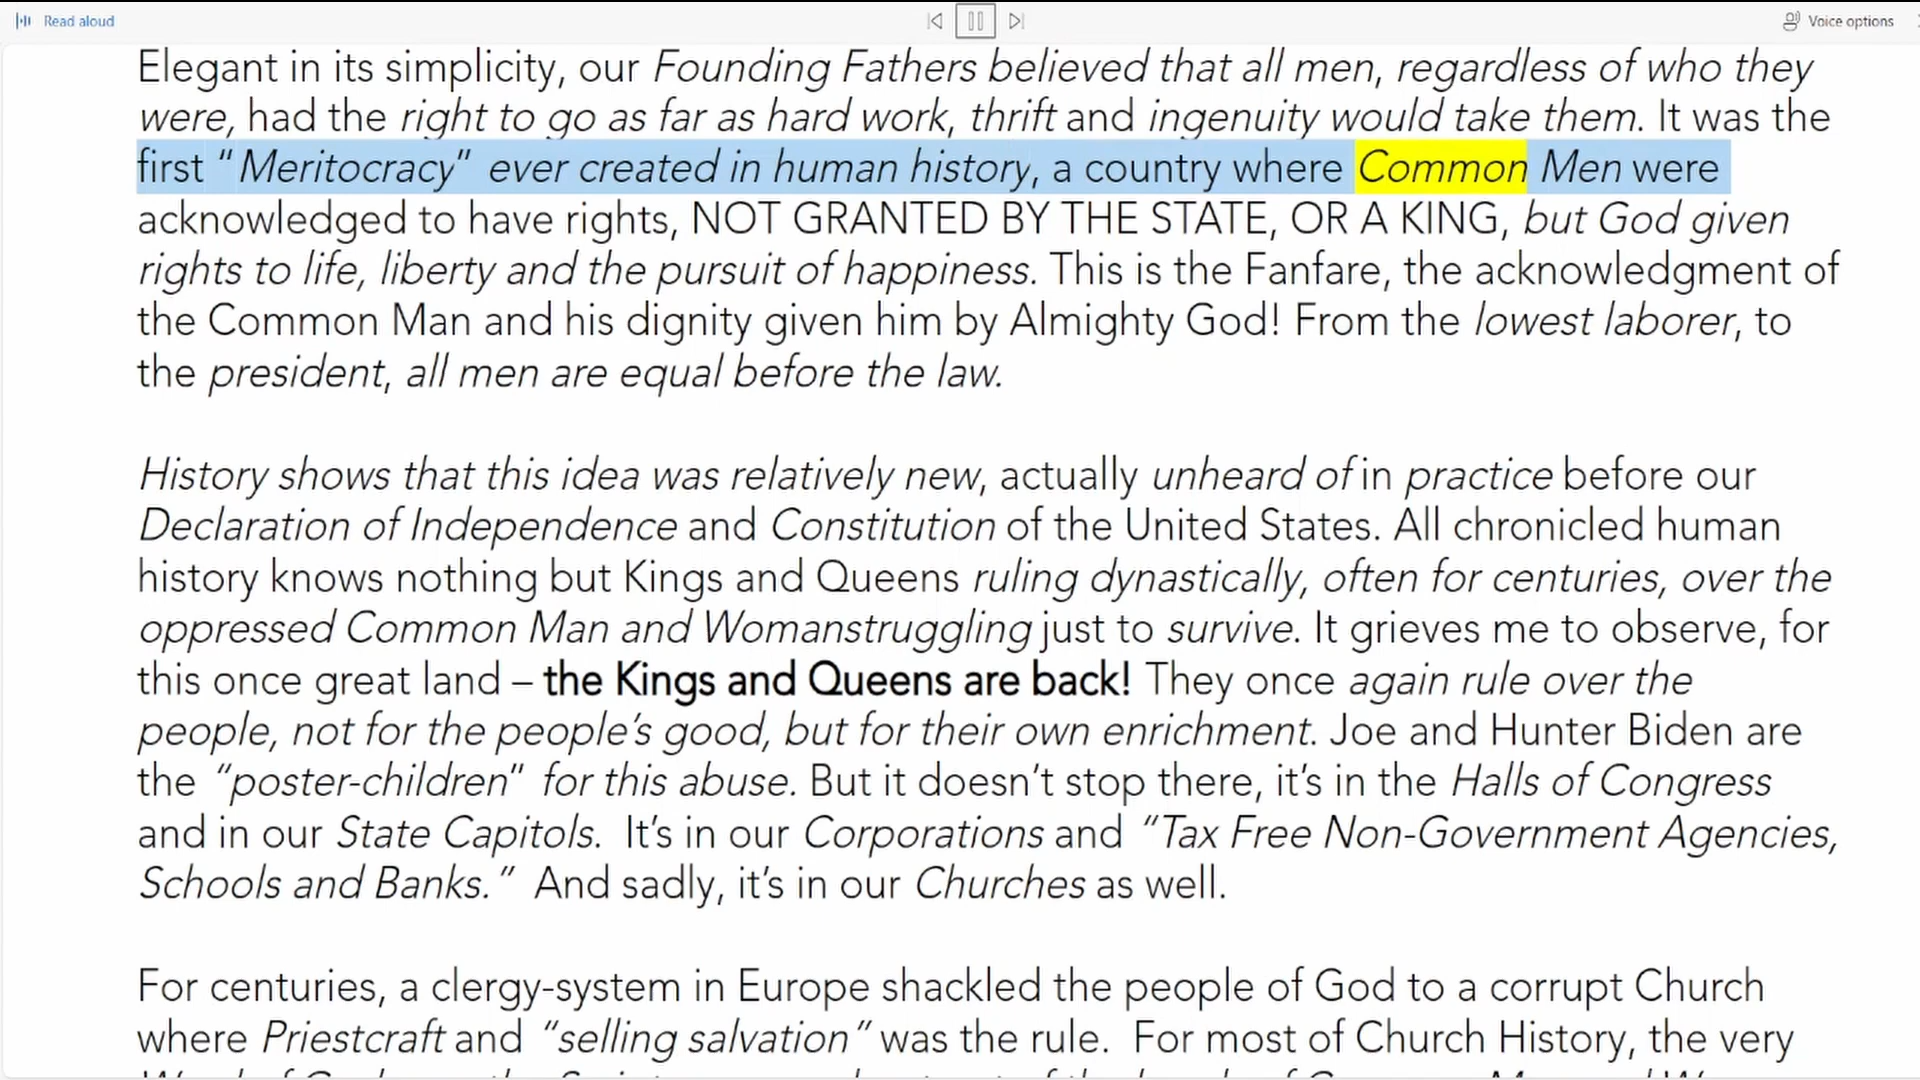 Read aloud
Voice options
Elegant in its simplicity, our Founding Fathers believed that all men, regardless of who they
were, had the right to go as far as hard work, thrift and ingenuity would take them. It was the
first “Meritocracy” ever created in human history, a country where Common Men were
acknowledged to have rights, NOT GRANTED BY THE STATE, OR A KING, but God given
rights to life, liberty and the pursuit of happiness. This is the Fanfare, the acknowledgment of
the Common Man and his dignity given him by Almighty God! From the lowest laborer, to
the president, all men are equal before the law.
History shows that this idea was relatively new, actually unheard of in practice before our
Declaration of Independence and Constitution of the United States. All chronicled human
history knows nothing but Kings and Queens ruling dynastically, often for centuries, over the
oppressed Common Man and Womanstruggling just to survive. It grieves me to observe, for
this once great land – the Kings and Queens are back! They once again rule over the
people, not for the people’s good, but for their own enrichment. Joe and Hunter Biden are
the “poster-children” for this abuse. But it doesn’t stop there, it’s in the Halls of Congress
and in our State Capitols. It’s in our Corporations and “Tax Free Non-Government Agencies,
Schools and Banks.” And sadly, it’s in our Churches as well.
For centuries, a clergy-system in Europe shackled the people of God to a corrupt Church
where Priestcraft and “selling salvation” was the rule. For most of Church History, the very